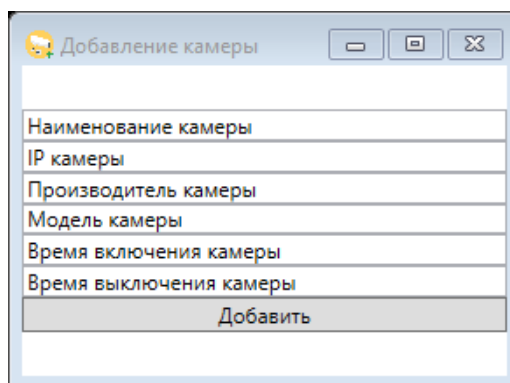 Добавление камеры
Наименование камеры
IP камеры
Производитель камеры
Модель камеры
Время включения камеры
Время выключения камеры
Добавить